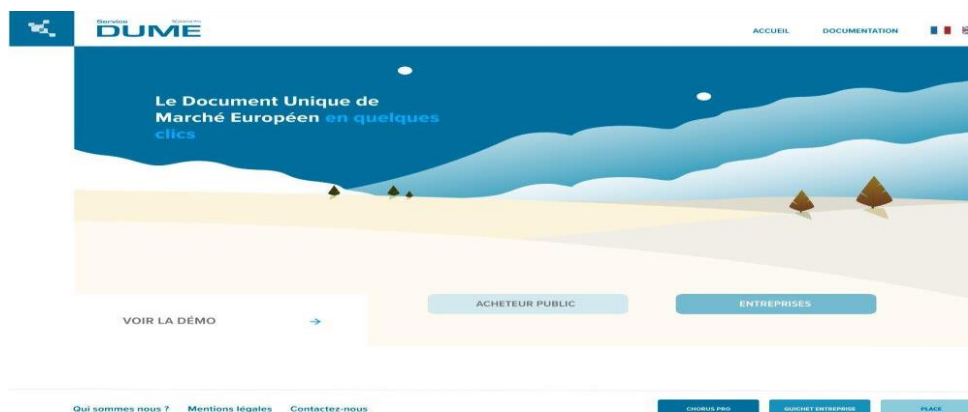 Service
DUME
ACCUEIL
DOCUMENTATION
Le Document Unique de
Marché Européen en quelques
clics
ACHETEUR PUBLIC
ENTREPRISES
VOIR LA DÉMO
Qui sommes nous ?
Mentions légales
Contactez-nous
CHORUS PRO
GUICHET ENTREPRISE
PLACE